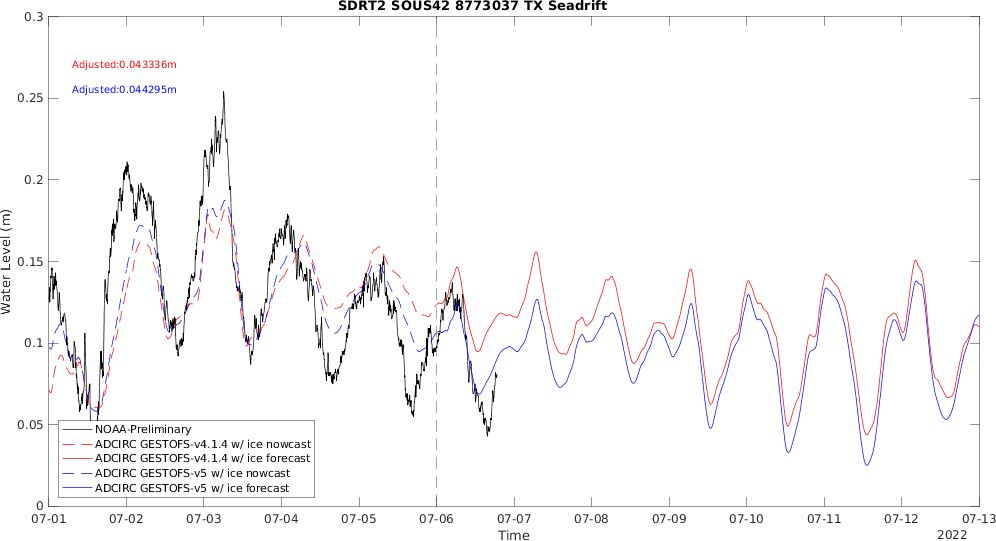 SDRT2 SOUS42 8773037 TX Seadrift
0.3
0.25
0.2
0.15
0.1
0.05
0
Water Level (m)
Adjusted:0.043336m
Adjusted:0.044295m
NOAA-Preliminary
ADCIRC GESTOFS-v4.1.4 w/ ice nowcast
ADCIRC GESTOFS-v4.1.4 w/ ice forecast
ADCIRC GESTOFS-v5 w/ ice nowcast
ADCIRC GESTOFS-v5 w/ ice forecast
07-01 07-02 07-03 07-04 07-05 07-06 07-07 07-08 07-09 07-10 07-11 07-12 07-13
Time
2022